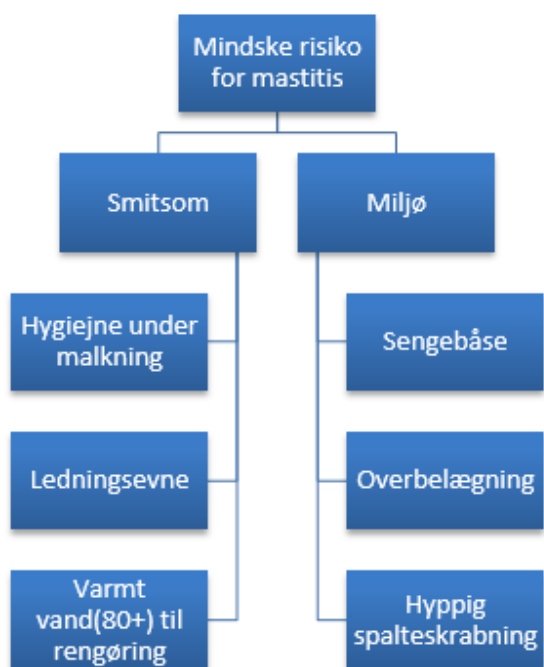 Mindske risiko
for mastitis
Smitsom
Miljø
Hygiejne under
malkning
Sengebåse
Ledningsevne
Overbelægning
Varmt
vand(80+) til
rengøring
Hyppig
spalteskrabning